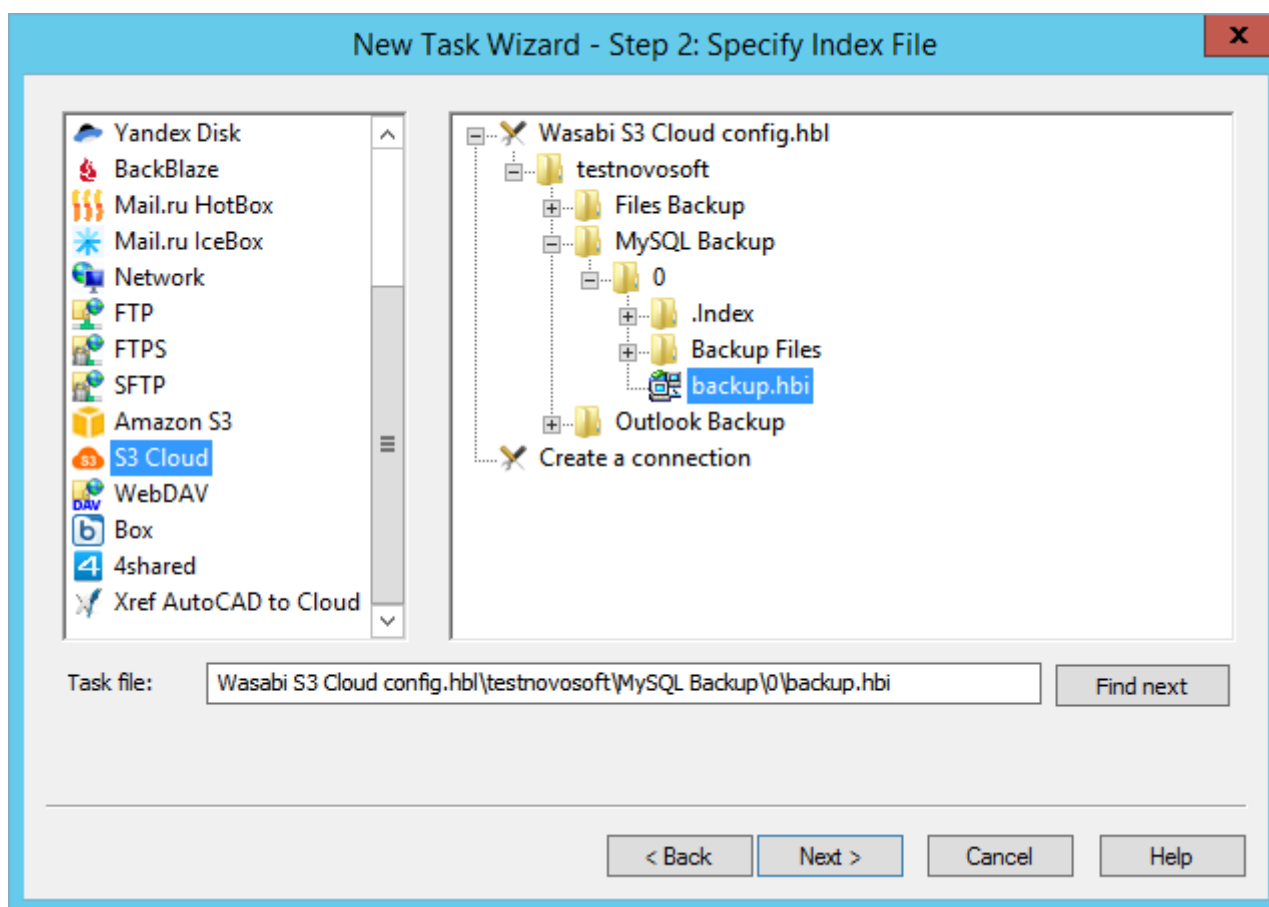 New Task Wizard - Step 2: Specify Index File
x
Yandex Disk
BackBlaze
Mail.ru HotBox
Mail.ru IceBox
Network
FTP
FTPS
SFTP
Amazon S3
S3 S3 Cloud
DAV WebDAV
b Box
4 4shared
Xref AutoCAD to Cloud
Wasabi S3 Cloud config.hbl
testnovosoft
Files Backup
MySQL Backup
0
.Index
Backup Files
backup.hbi
Outlook Backup
Create a connection
Task file: Wasabi S3 Cloud config.hbl\testnovosoft\MySQL Backup\0\backup.hbi Find next
< Back Next > Cancel Help